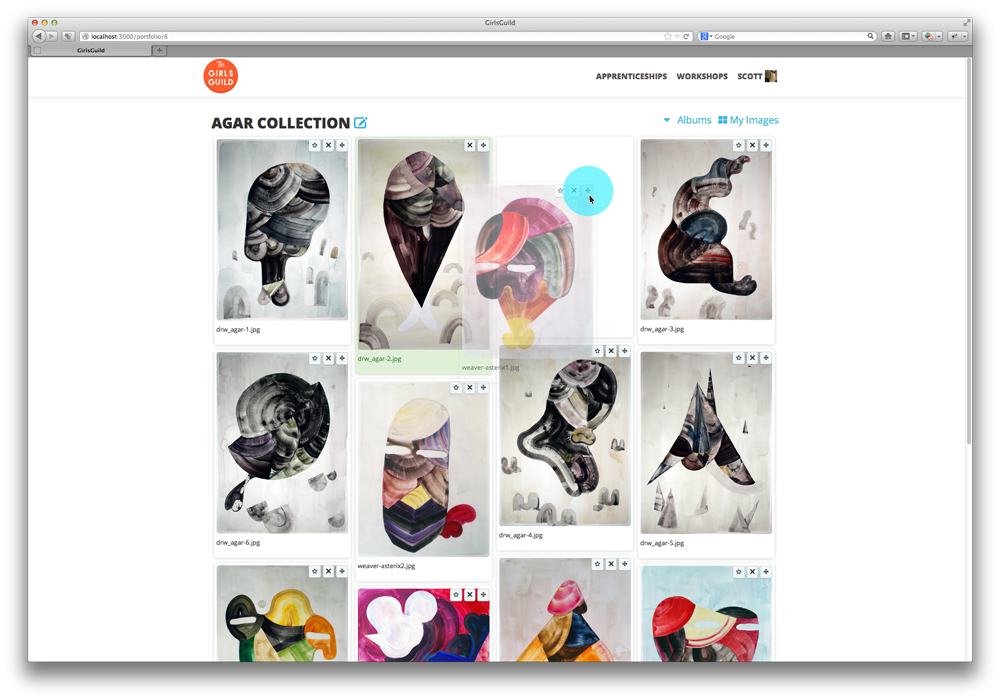 GirlsGuild
localhost:3000/portfolio/6
Google
GirlsGuild
The
GIRLS
GUILD
APPRENTICESHIPS WORKSHOPS SCOTT
AGAR COLLECTION
Albums My Images
drw_agar-1.jpg
drw_agar-2.jpg
weaver-asterix1.jpg
drw_agar-3.jpg
drw_agar-6.jpg
weaver-asterix2.jpg
drw_agar-4.jpg
drw_agar-5.jpg